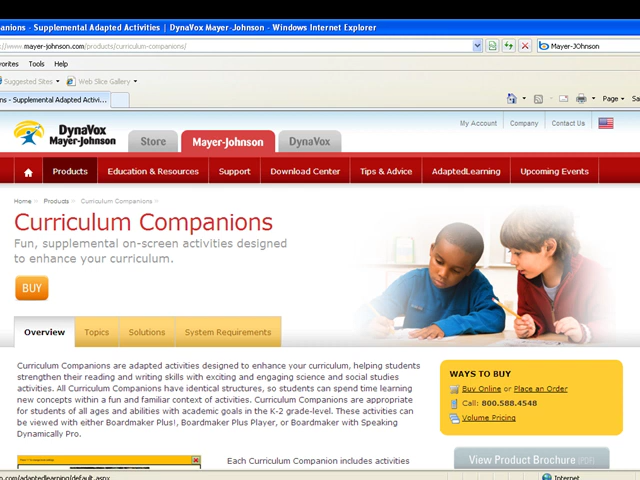 anions - Supplemental Adapted Activities | DynaVox Mayer-Johnson - Windows Internet Explorer
://www.mayer-johnson.com/products/curriculum-companions/
Mayer-JOhnson
vorites Tools Help
Suggested Sites Web Slice Gallery
ns - Supplemental Adapted Activi...
Page Sa
My Account Company Contact Us
DynaVox
Mayer-Johnson
Store Mayer-Johnson DynaVox
Products Education & Resources Support Download Center Tips & Advice AdaptedLearning Upcoming Events
Home » Products » Curriculum Companions »
Curriculum Companions
Fun, supplemental on-screen activities designed
to enhance your curriculum.
BUY
Overview Topics Solutions System Requirements
Curriculum Companions are adapted activities designed to enhance your curriculum, helping students
strengthen their reading and writing skills with exciting and engaging science and social studies
activities. All Curriculum Companions have identical structures, so students can spend time learning
new concepts within a fun and familiar context of activities. Curriculum Companions are appropriate
for students of all ages and abilities with academic goals in the K-2 grade-level. These activities can
be viewed with either Boardmaker Plus!, Boardmaker Plus Player, or Boardmaker with Speaking
Dynamically Pro.
WAYS TO BUY
Buy Online or Place an Order
Call: 800.588.4548
Volume Pricing
View Product Brochure (PDF)
Each Curriculum Companion includes activities
o.com/adaptedlearning/default.aspx
Internet